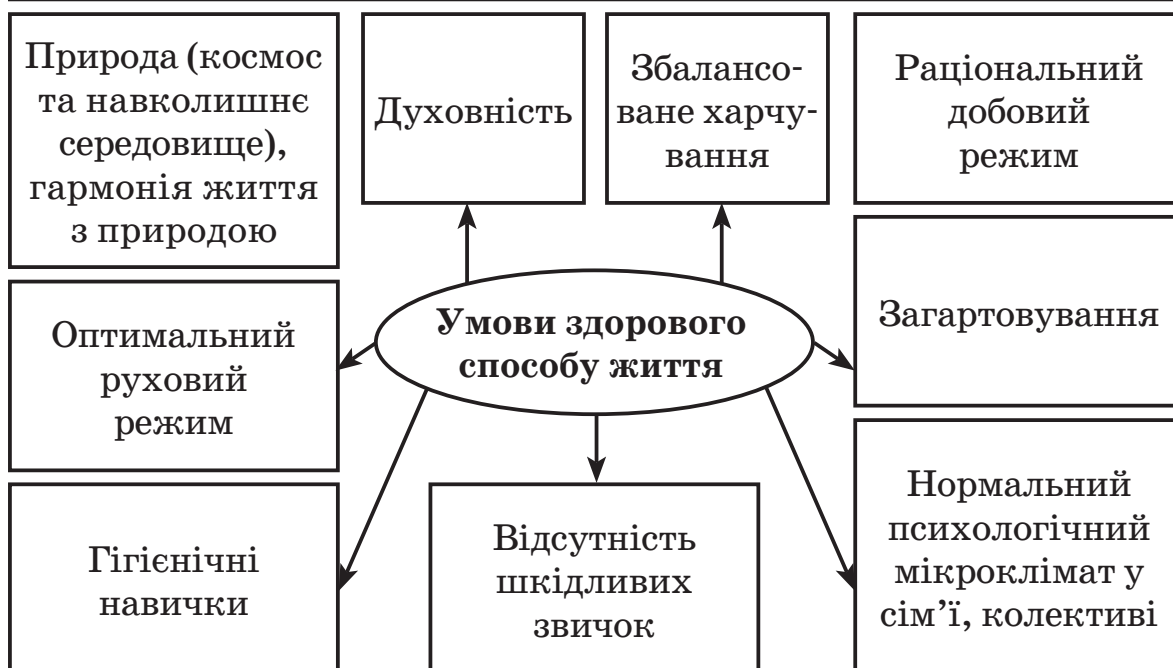 Природа (космос
та навколишнє
середовище),
гармонія життя
з природою
Духовність
Збалансо-
ване харчу-
вання
Раціональний
добовий
режим
Оптимальний
руховий
режим
Умови здорового
способу життя
Загартовування
Гігієнічні
навички
Відсутність
шкідливих
звичок
Нормальний
психологічний
мікроклімат у
сім’ї, колективі